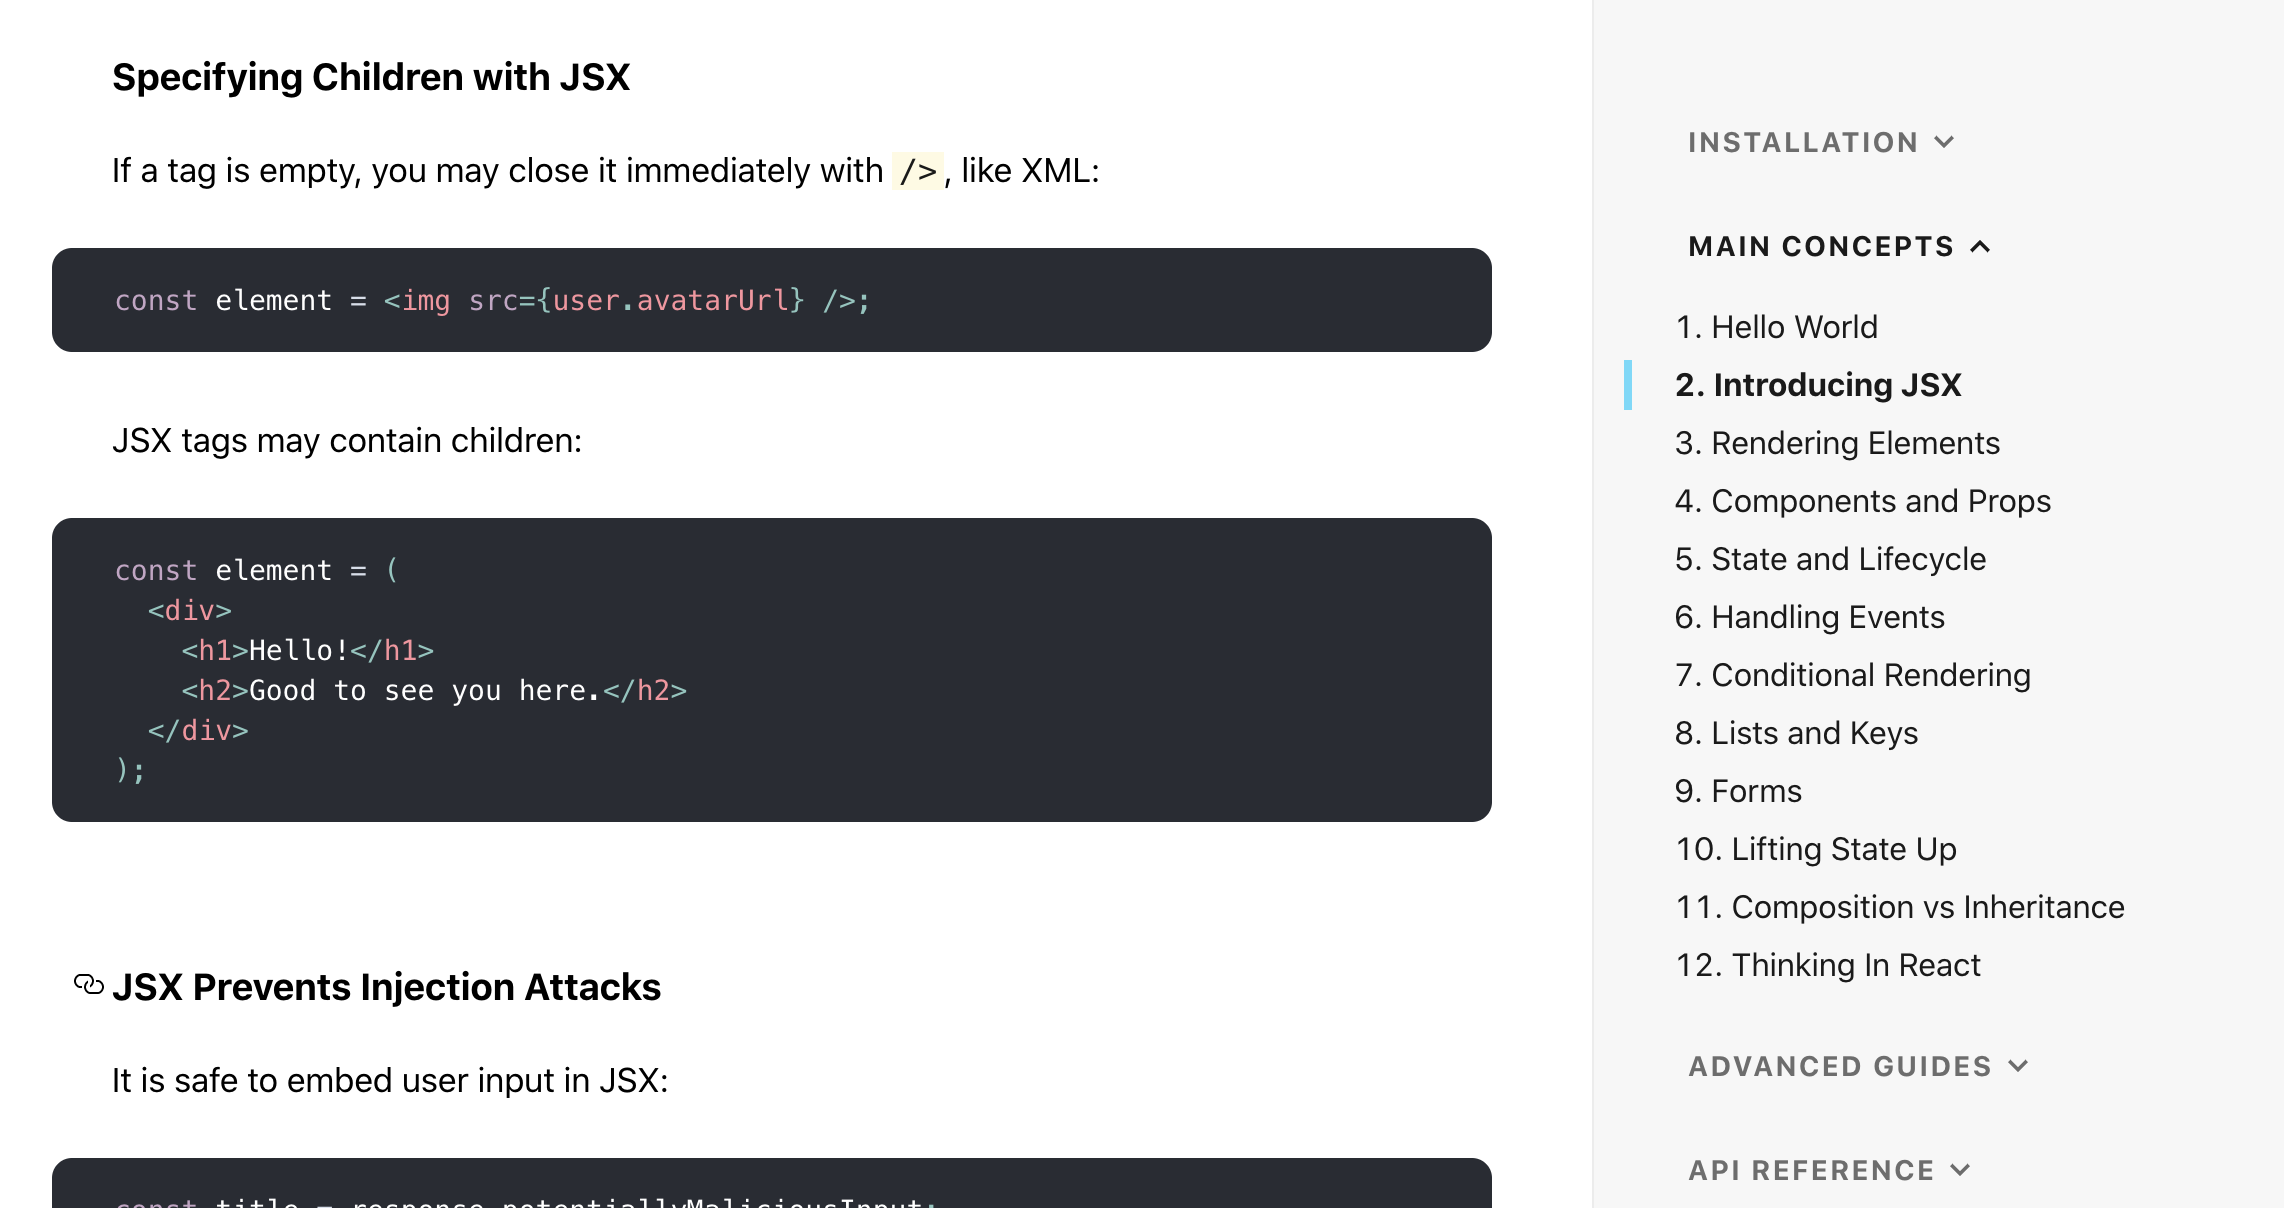 Specifying Children with JSX
If a tag is empty, you may close it immediately with />, like XML:
const element = <img src={user.avatarUrl} />;
JSX tags may contain children:
const element = (
  <div>
    <h1>Hello!</h1>
    <h2>Good to see you here.</h2>
  </div>
);
JSX Prevents Injection Attacks
It is safe to embed user input in JSX:
const title = response.potentiallyMaliciousInput;
INSTALLATION
MAIN CONCEPTS
1. Hello World
2. Introducing JSX
3. Rendering Elements
4. Components and Props
5. State and Lifecycle
6. Handling Events
7. Conditional Rendering
8. Lists and Keys
9. Forms
10. Lifting State Up
11. Composition vs Inheritance
12. Thinking In React
ADVANCED GUIDES
API REFERENCE